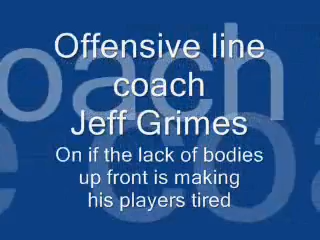 Offensive line
coach
Jeff Grimes
On if the lack of bodies
up front is making
his players tired